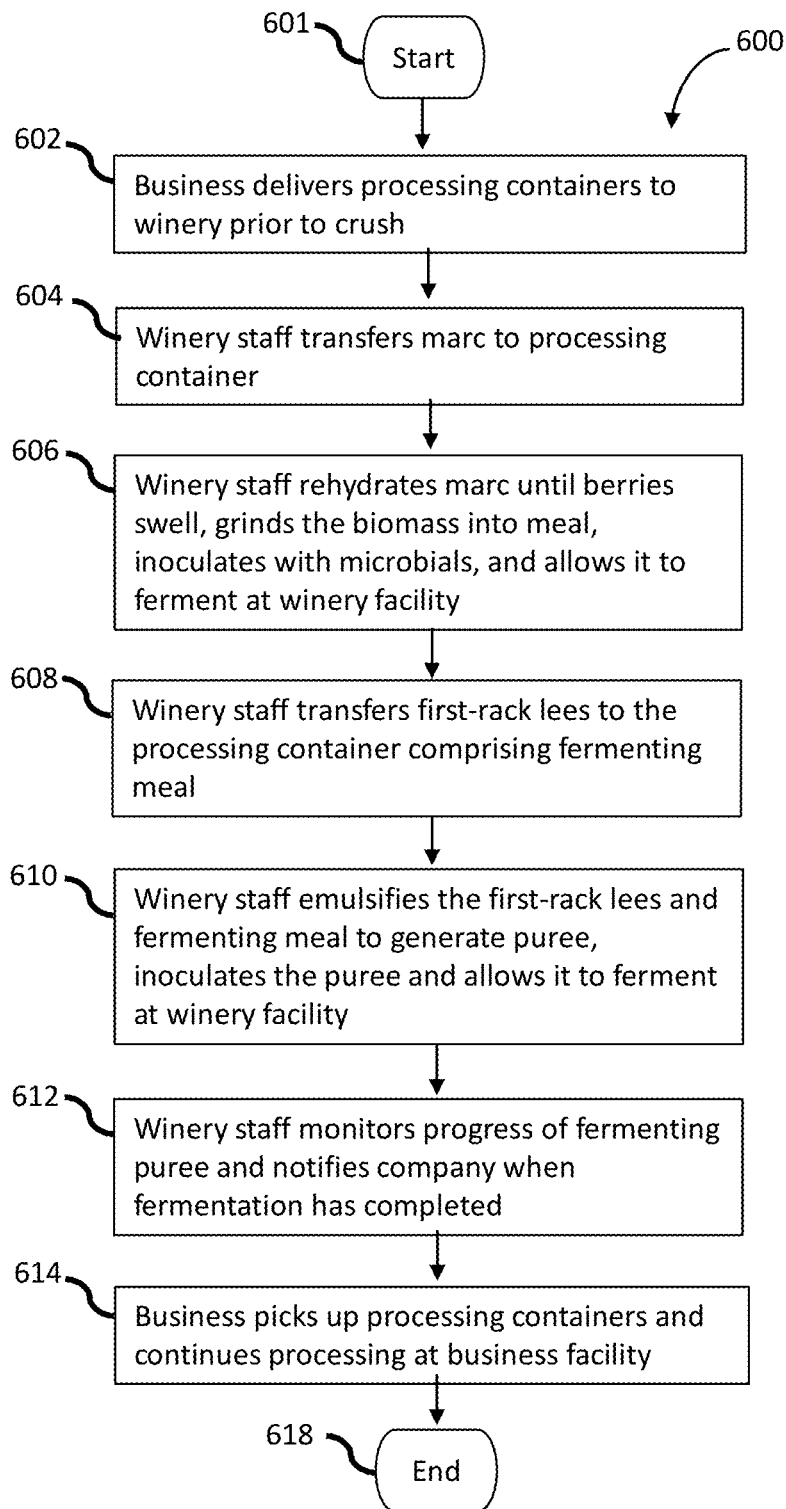 601
Start
600
602
Business delivers processing containers to
winery prior to crush
604
Winery staff transfers marc to processing
container
606
Winery staff rehydrates marc until berries
swell, grinds the biomass into meal,
inoculates with microbials, and allows it to
ferment at winery facility
608
Winery staff transfers first-rack lees to the
processing container comprising fermenting
meal
610
Winery staff emulsifies the first-rack lees and
fermenting meal to generate puree,
inoculates the puree and allows it to ferment
at winery facility
612
Winery staff monitors progress of fermenting
puree and notifies company when
fermentation has completed
614
Business picks up processing containers and
continues processing at business facility
618
End